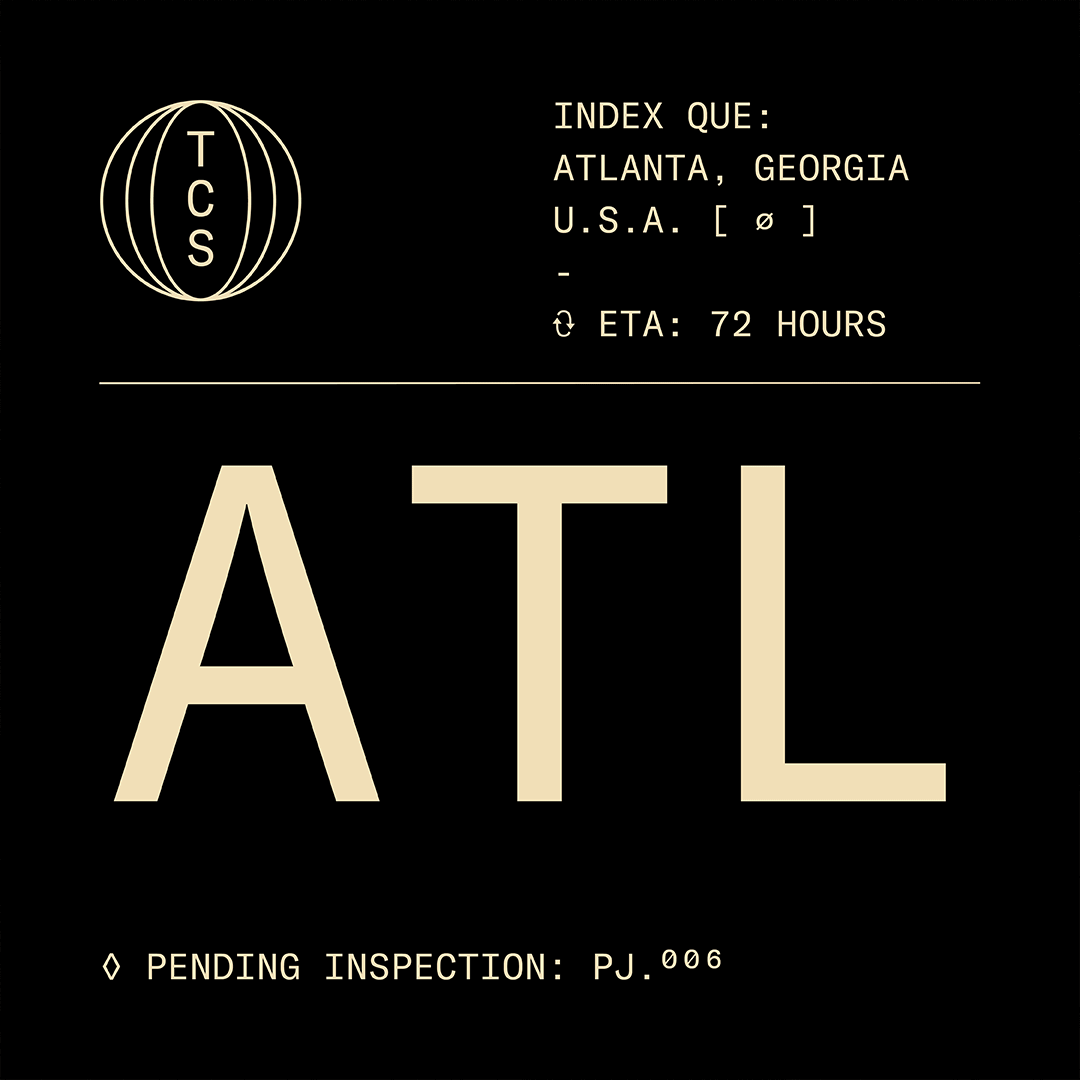 T
C
S
INDEX QUE:
ATLANTA, GEORGIA
U.S.A. [ ø ]
-
🗘 ETA: 72 HOURS
ATL
◊ PENDING INSPECTION: PJ.⁰⁰⁶